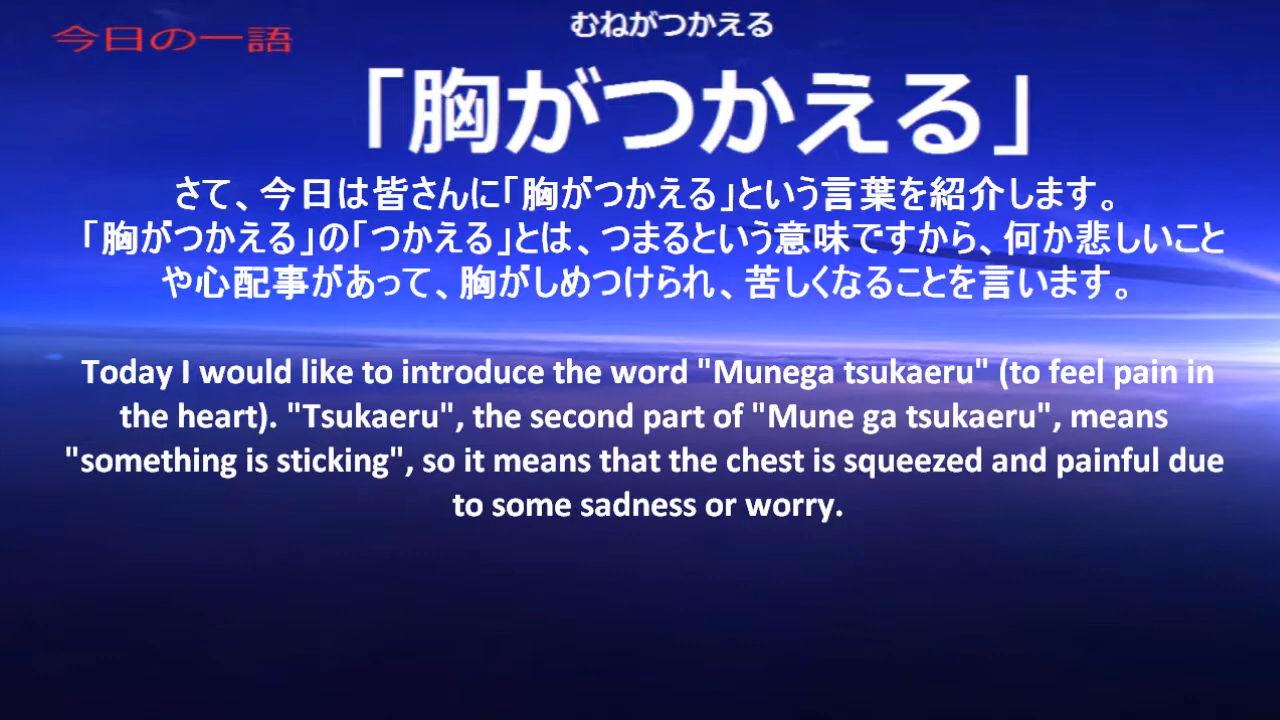 今日の一語
むねがつかえる
「胸がつかえる」
さて、今日は皆さんに「胸がつかえる」という言葉を紹介します。
「胸がつかえる」の「つかえる」とは、つまるという意味ですから、何か悲しいこと
や心配事があって、胸がしめつけられ、苦しくなることを言います。
Today I would like to introduce the word "Munega tsukaeru" (to feel pain in
the heart). "Tsukaeru", the second part of "Mune ga tsukaeru", means
"something is sticking", so it means that the chest is squeezed and painful due
to some sadness or worry.